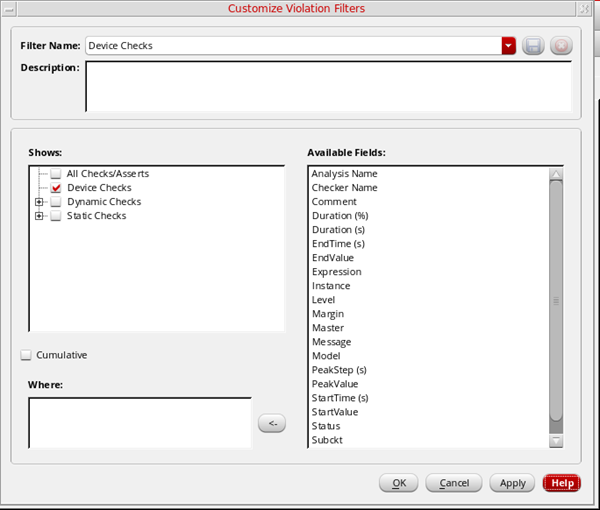 Customize Violation Filters
Filter Name: Device Checks
Description:
Shows:
All Checks/Asserts
Device Checks
Dynamic Checks
Static Checks
Cumulative
Where:
<-
Available Fields:
Analysis Name
Checker Name
Comment
Duration (%)
Duration (s)
EndTime (s)
EndValue
Expression
Instance
Level
Margin
Master
Message
Model
PeakStep (s)
PeakValue
StartTime (s)
StartValue
Status
Subckt
OK Cancel Apply Help